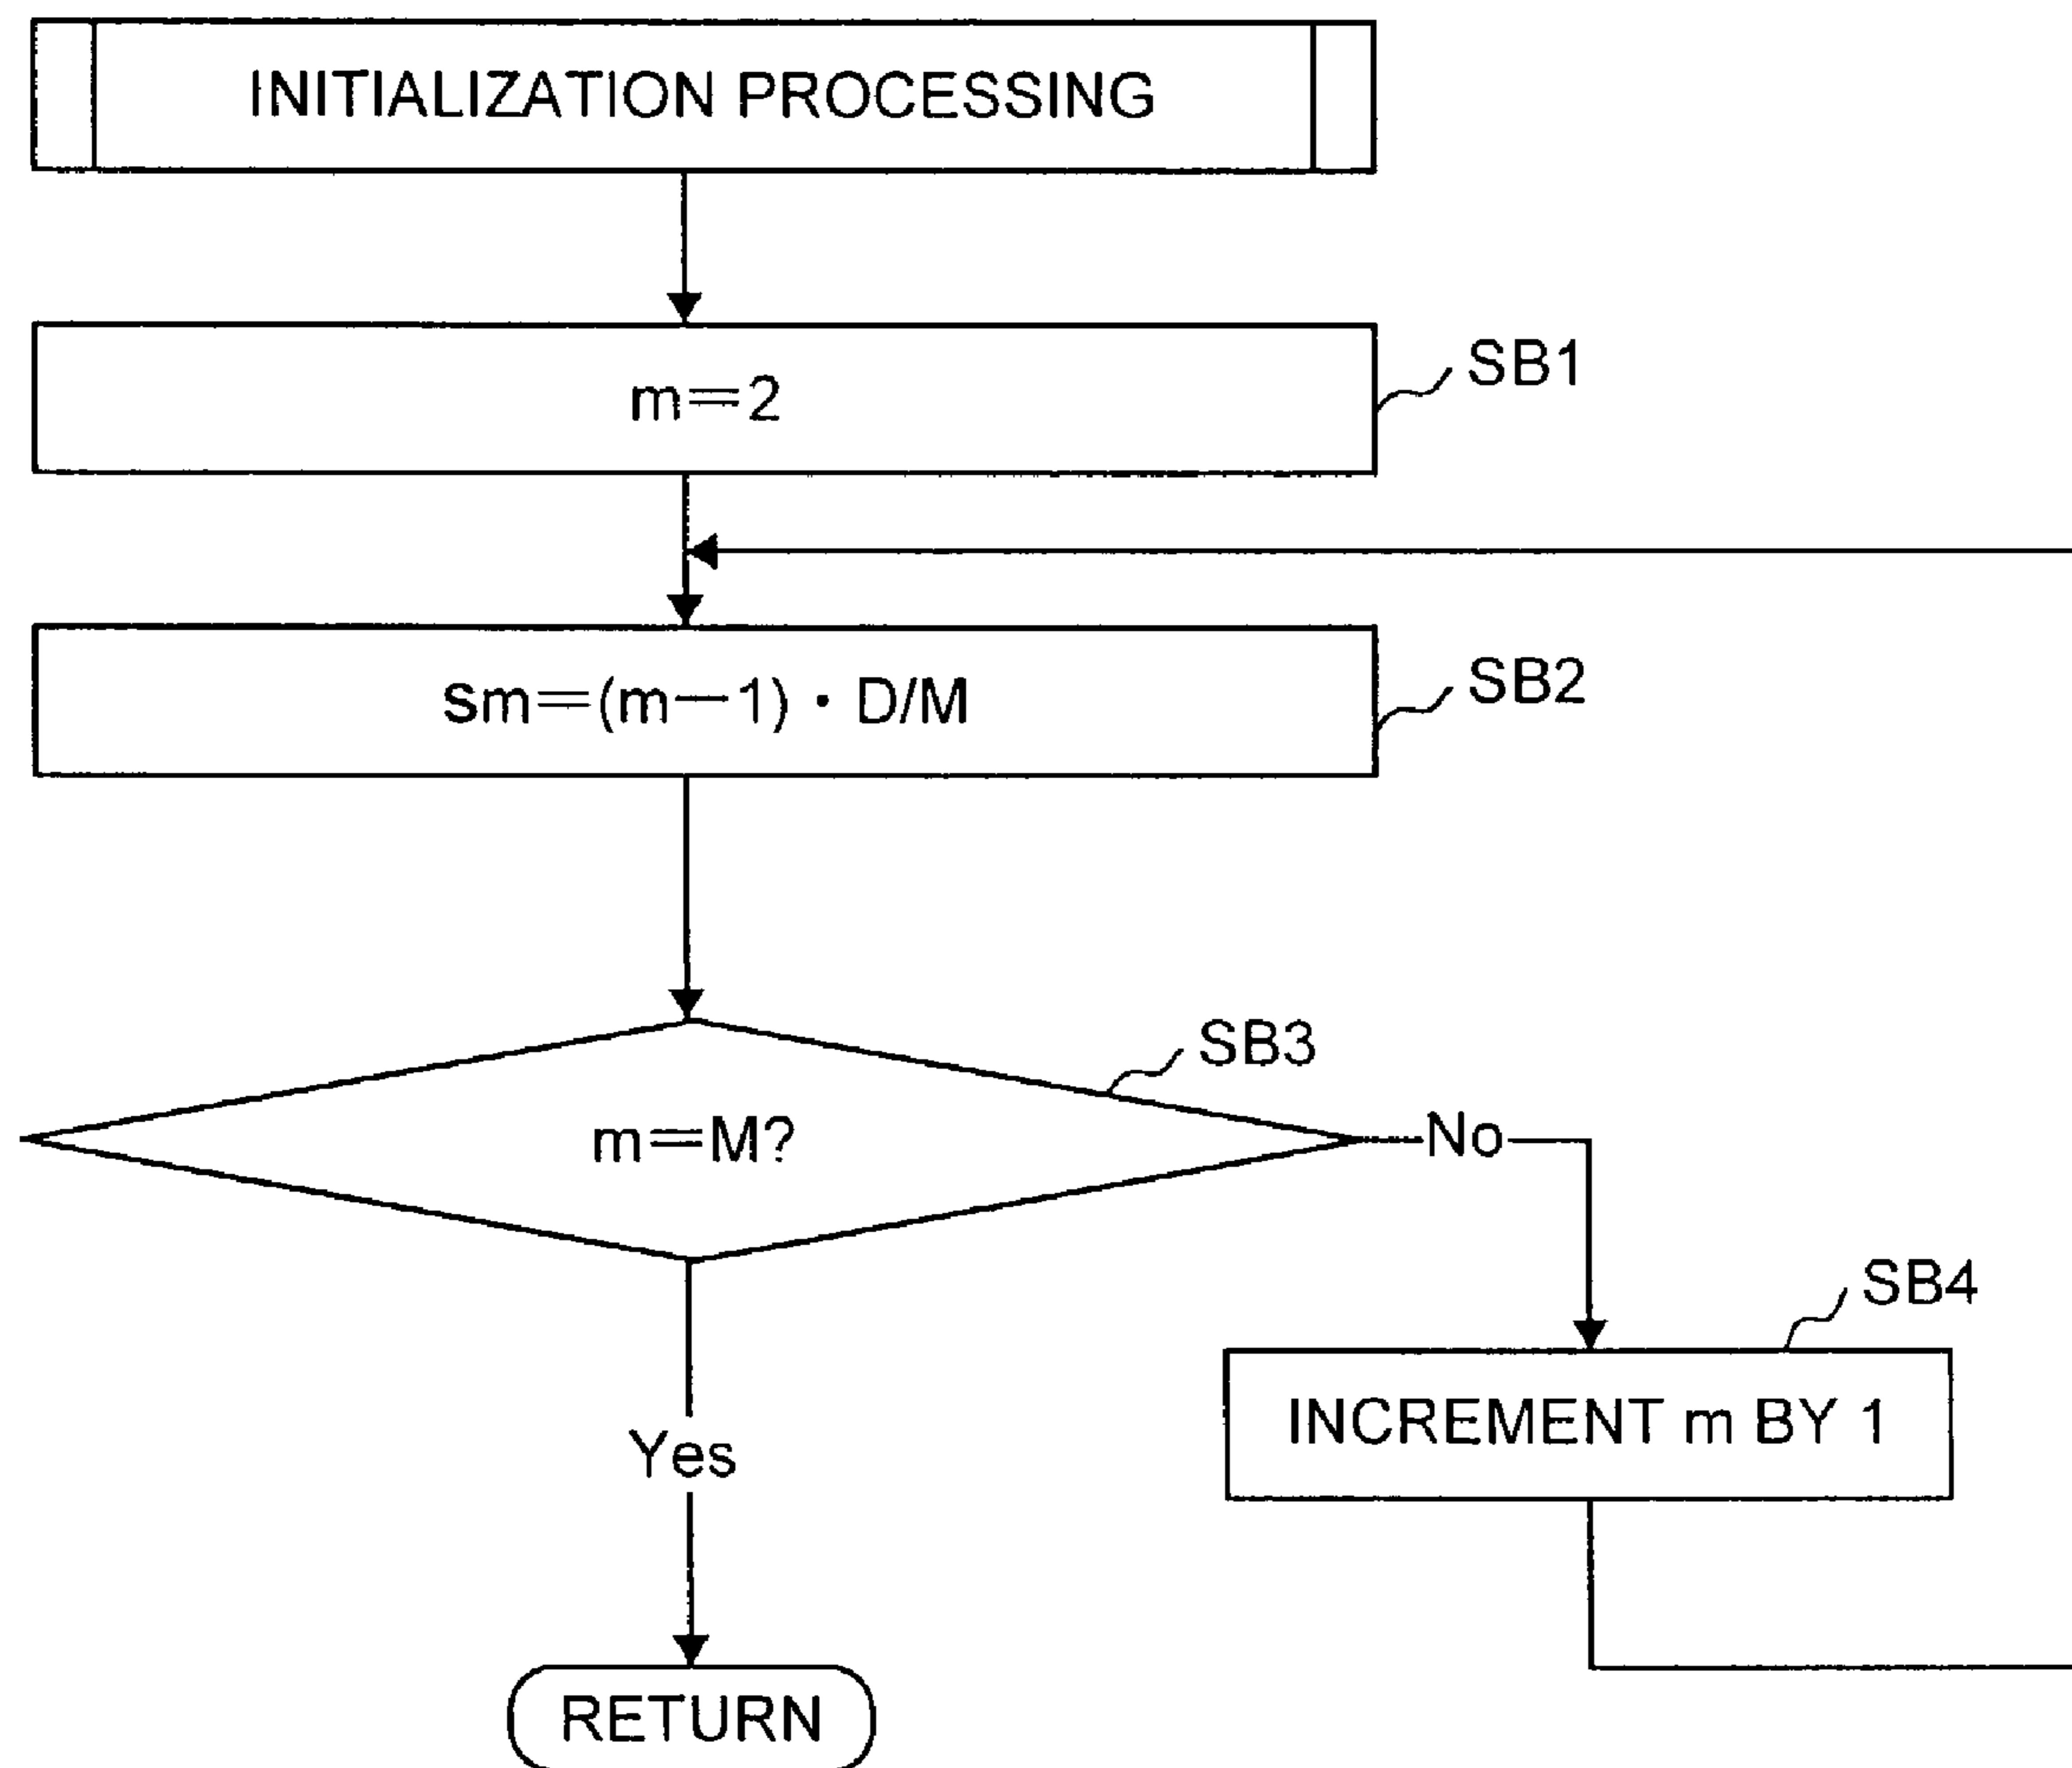 INITIALIZATION PROCESSING
m=2
SB1
sm=(m−1)・D/M
SB2
SB3
m=M?
No
SB4
INCREMENT m BY 1
Yes
RETURN